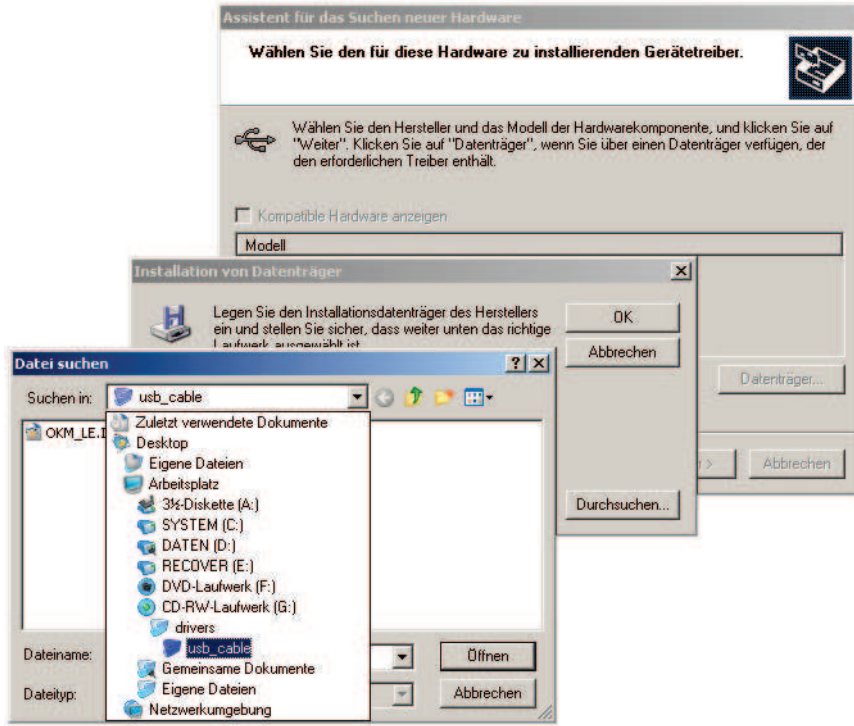 Assistent für das Suchen neuer Hardware
Wählen Sie den für diese Hardware zu installierenden Gerätetreiber.
Wählen Sie den Hersteller und das Modell der Hardwarekomponente, und klicken Sie auf
"Weiter". Klicken Sie auf "Datenträger", wenn Sie über einen Datenträger verfügen, der
den erforderlichen Treiber enthält.
Kompatible Hardware anzeigen
Modell
Datenträger...
>
Abbrechen
Installation von Datenträger
Legen Sie den Installationsdatenträger des Herstellers
ein und stellen Sie sicher, dass weiter unten das richtige
Laufwerk ausgewählt ist.
OK
Abbrechen
Durchsuchen...
Datei suchen
Suchen in:
usb_cable
OKM_LE.I
Zuletzt verwendete Dokumente
Desktop
Eigene Dateien
Arbeitsplatz
3½-Diskette (A:)
SYSTEM (C:)
DATEN (D:)
RECOVER (E:)
DVD-Laufwerk (F:)
CD-RW-Laufwerk (G:)
drivers
usb_cable
Gemeinsame Dokumente
Eigene Dateien
Netzwerkumgebung
Dateiname:
Öffnen
Dateityp:
Abbrechen